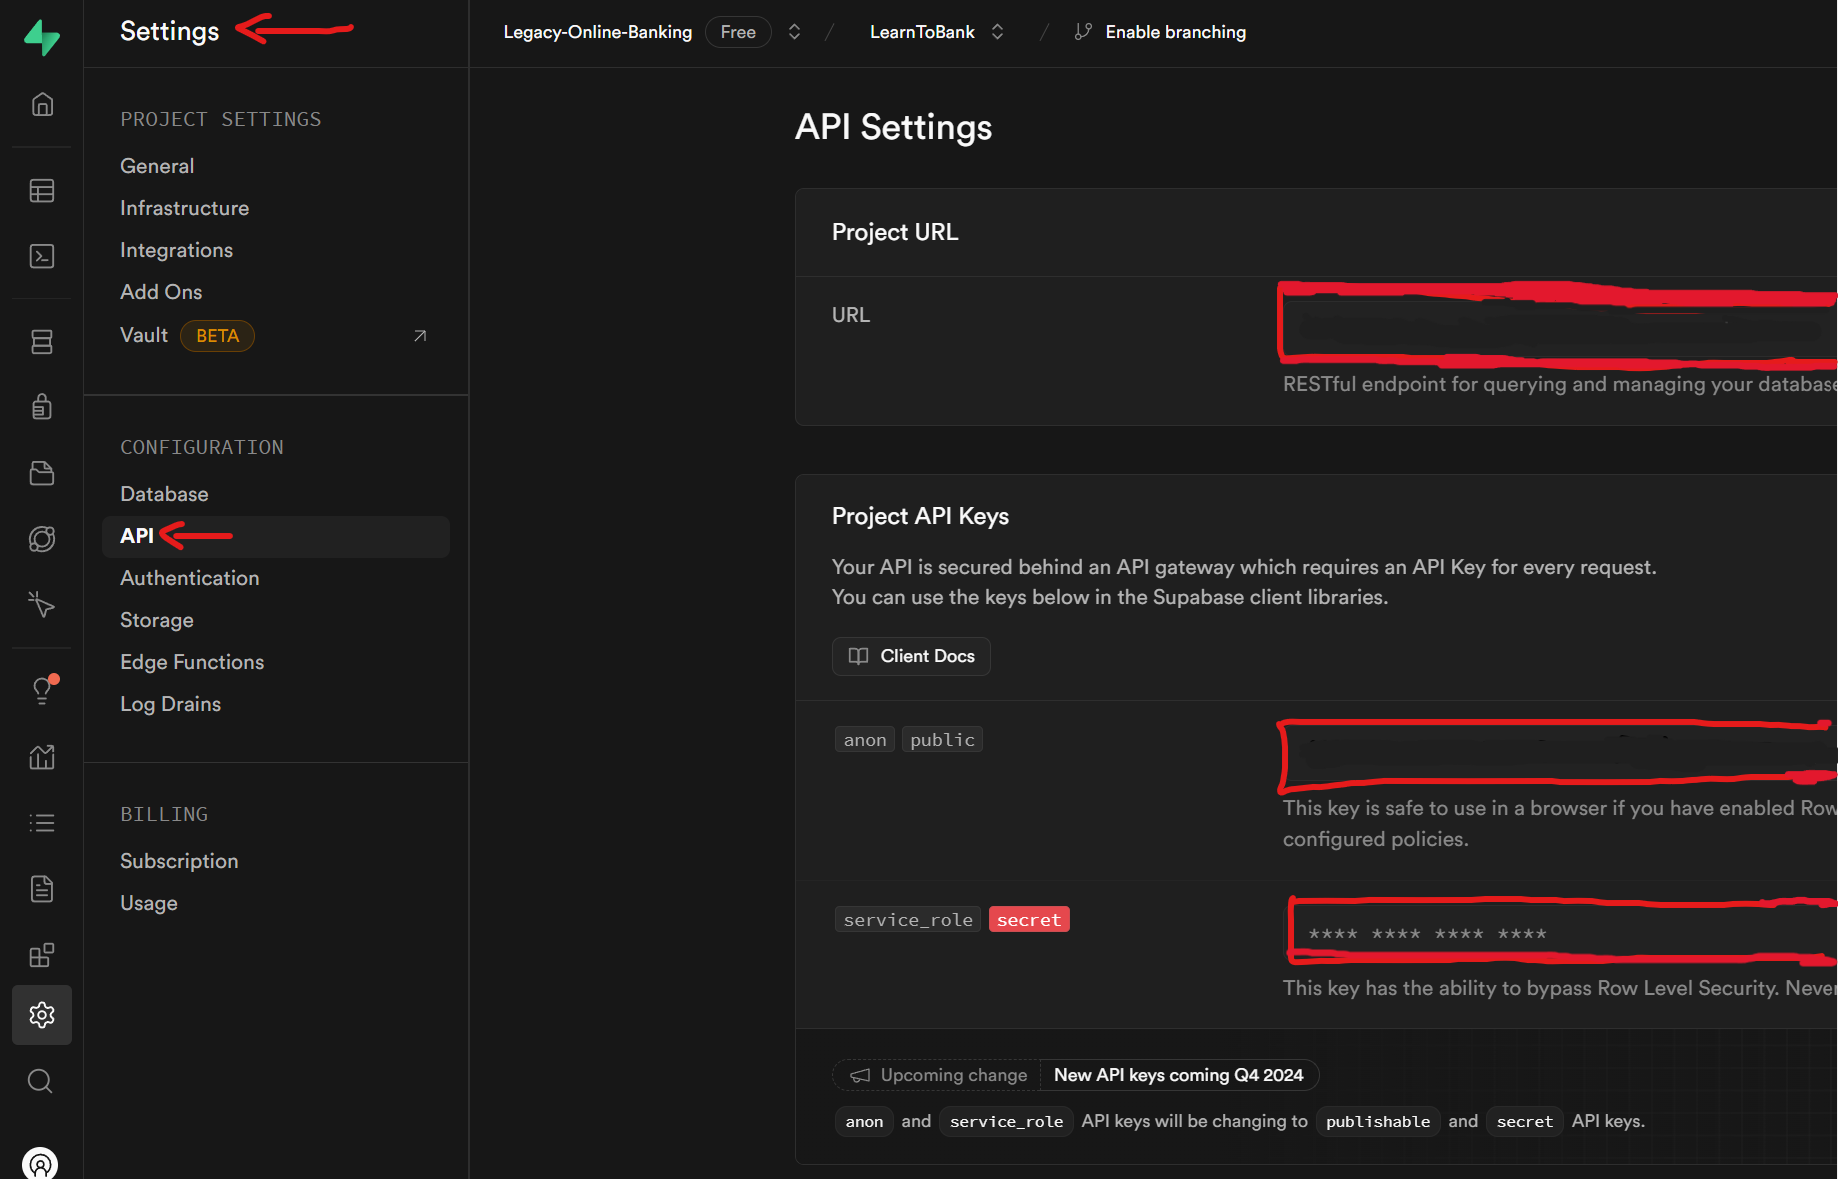 Settings
Legacy-Online-Banking Free / LearnToBank / Enable branching
PROJECT SETTINGS
General
Infrastructure
Integrations
Add Ons
Vault BETA
CONFIGURATION
Database
API
Authentication
Storage
Edge Functions
Log Drains
BILLING
Subscription
Usage
API Settings
Project URL
URL
RESTful endpoint for querying and managing your database
Project API Keys
Your API is secured behind an API gateway which requires an API Key for every request.
You can use the keys below in the Supabase client libraries.
Client Docs
anon public
This key is safe to use in a browser if you have enabled Row
configured policies.
service_role secret
**** **** **** ****
This key has the ability to bypass Row Level Security. Never
Upcoming change New API keys coming Q4 2024
anon and service_role API keys will be changing to publishable and secret API keys.